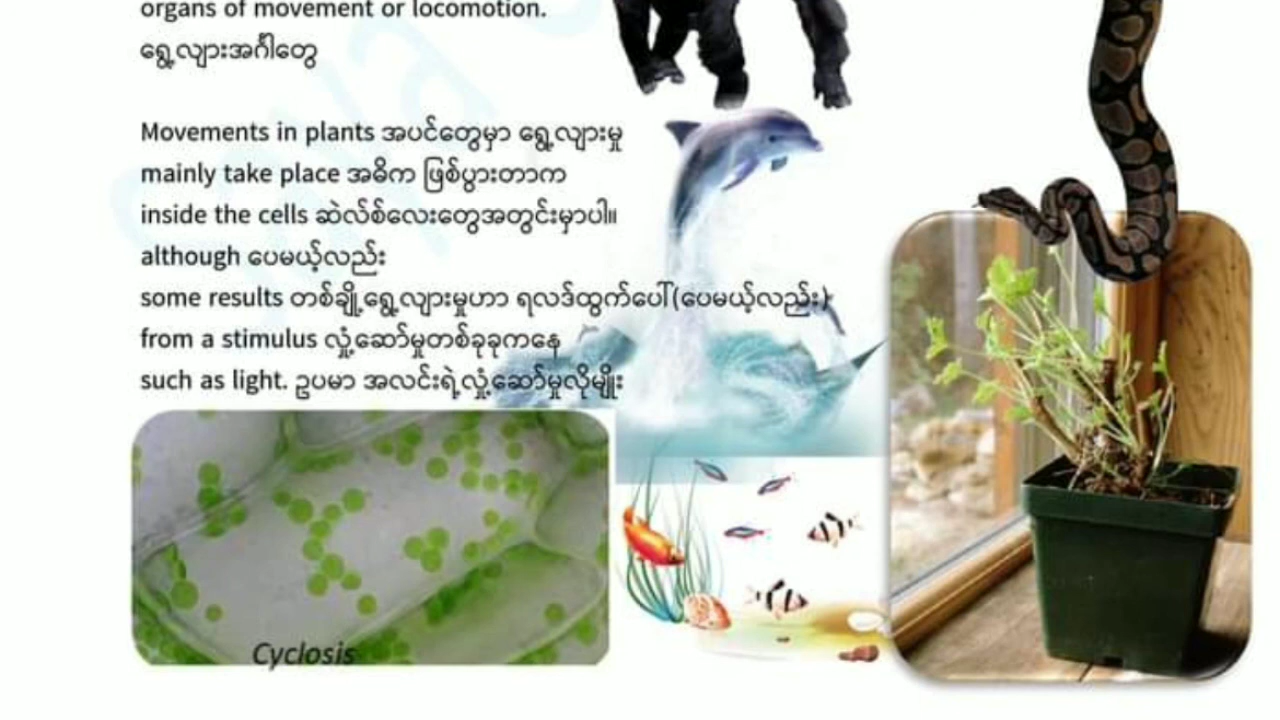 organs of movement or locomotion.
ရွေ့လျားအင်္ဂါတွေ
Movements in plants အပင်တွေမှာ ရွေ့လျားမှု
mainly take place အဓိက ဖြစ်ပွားတာက
inside the cells ဆဲလ်စ်လေးတွေအတွင်းမှာပါ။
although ပေမယ့်လည်း
some results တစ်ချို့ရွေ့လျားမှုဟာ ရလဒ်ထွက်ပေါ်(ပေမယ့်လည်း)
from a stimulus လှုံ့ဆော်မှုတစ်ခုခုကနေ
such as light. ဥပမာ အလင်းရဲ့လှုံ့ဆော်မှုလိုမျိုး
Cyclosis